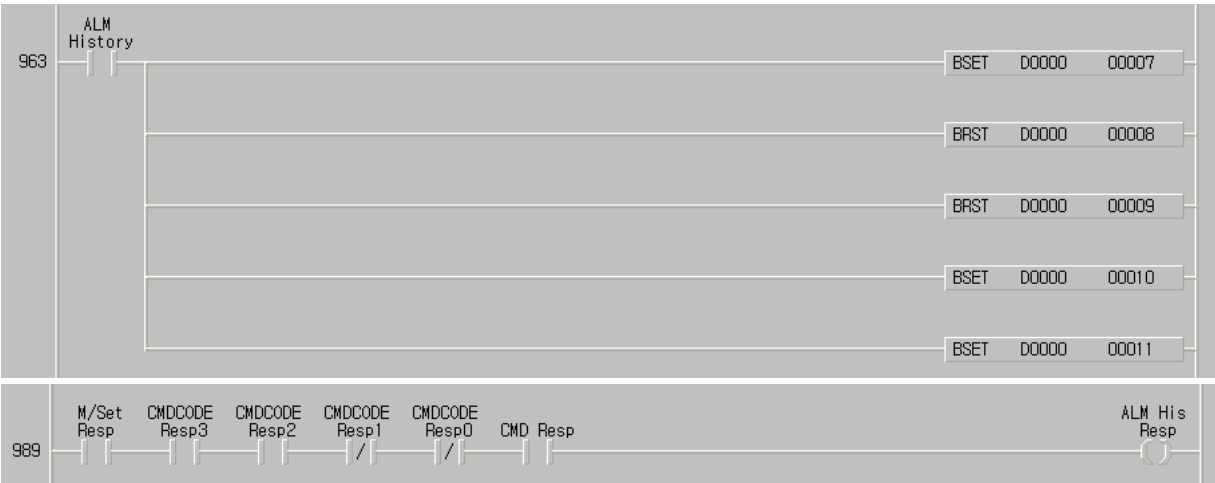 ALM
History
963
BSET D0000 00007
BRST D0000 00008
BRST D0000 00009
BSET D0000 00010
BSET D0000 00011
M/Set CMDCODE CMDCODE CMDCODE CMDCODE ALM His
Resp Resp3 Resp2 Resp1 Resp0 CMD Resp Resp
989 / /